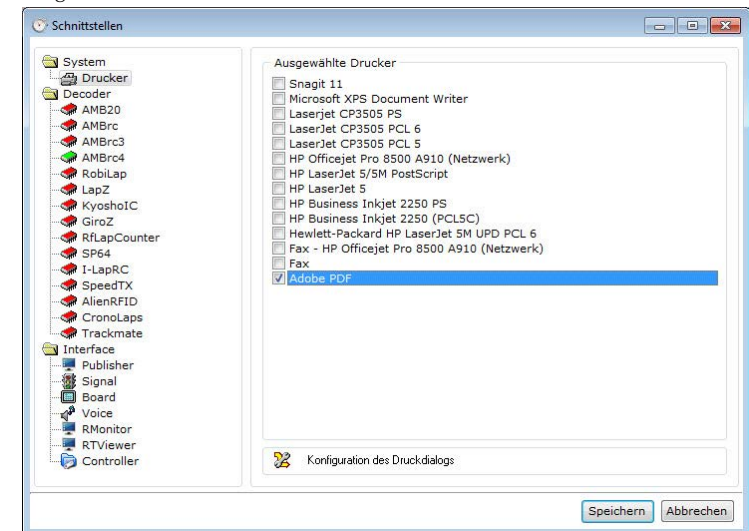 Schnittstellen
System
Drucker
Decoder
AMB20
AMBrc
AMBrc3
AMBrc4
RobiLap
LapZ
KyoshoIC
GiroZ
RfLapCounter
SP64
I-LapRC
SpeedTX
AlienRFID
CronoLaps
Trackmate
Interface
Publisher
Signal
Board
Voice
RMonitor
RTViewer
Controller
Ausgewählte Drucker
Snagit 11
Microsoft XPS Document Writer
Laserjet CP3505 PS
LaserJet CP3505 PCL 6
LaserJet CP3505 PCL 5
HP Officejet Pro 8500 A910 (Netzwerk)
HP LaserJet 5/5M PostScript
HP LaserJet 5
HP Business Inkjet 2250 PS
HP Business Inkjet 2250 (PCL5C)
Hewlett-Packard HP LaserJet 5M UPD PCL 6
Fax - HP Officejet Pro 8500 A910 (Netzwerk)
Fax
Adobe PDF
Konfiguration des Druckdialogs
Speichern Abbrechen